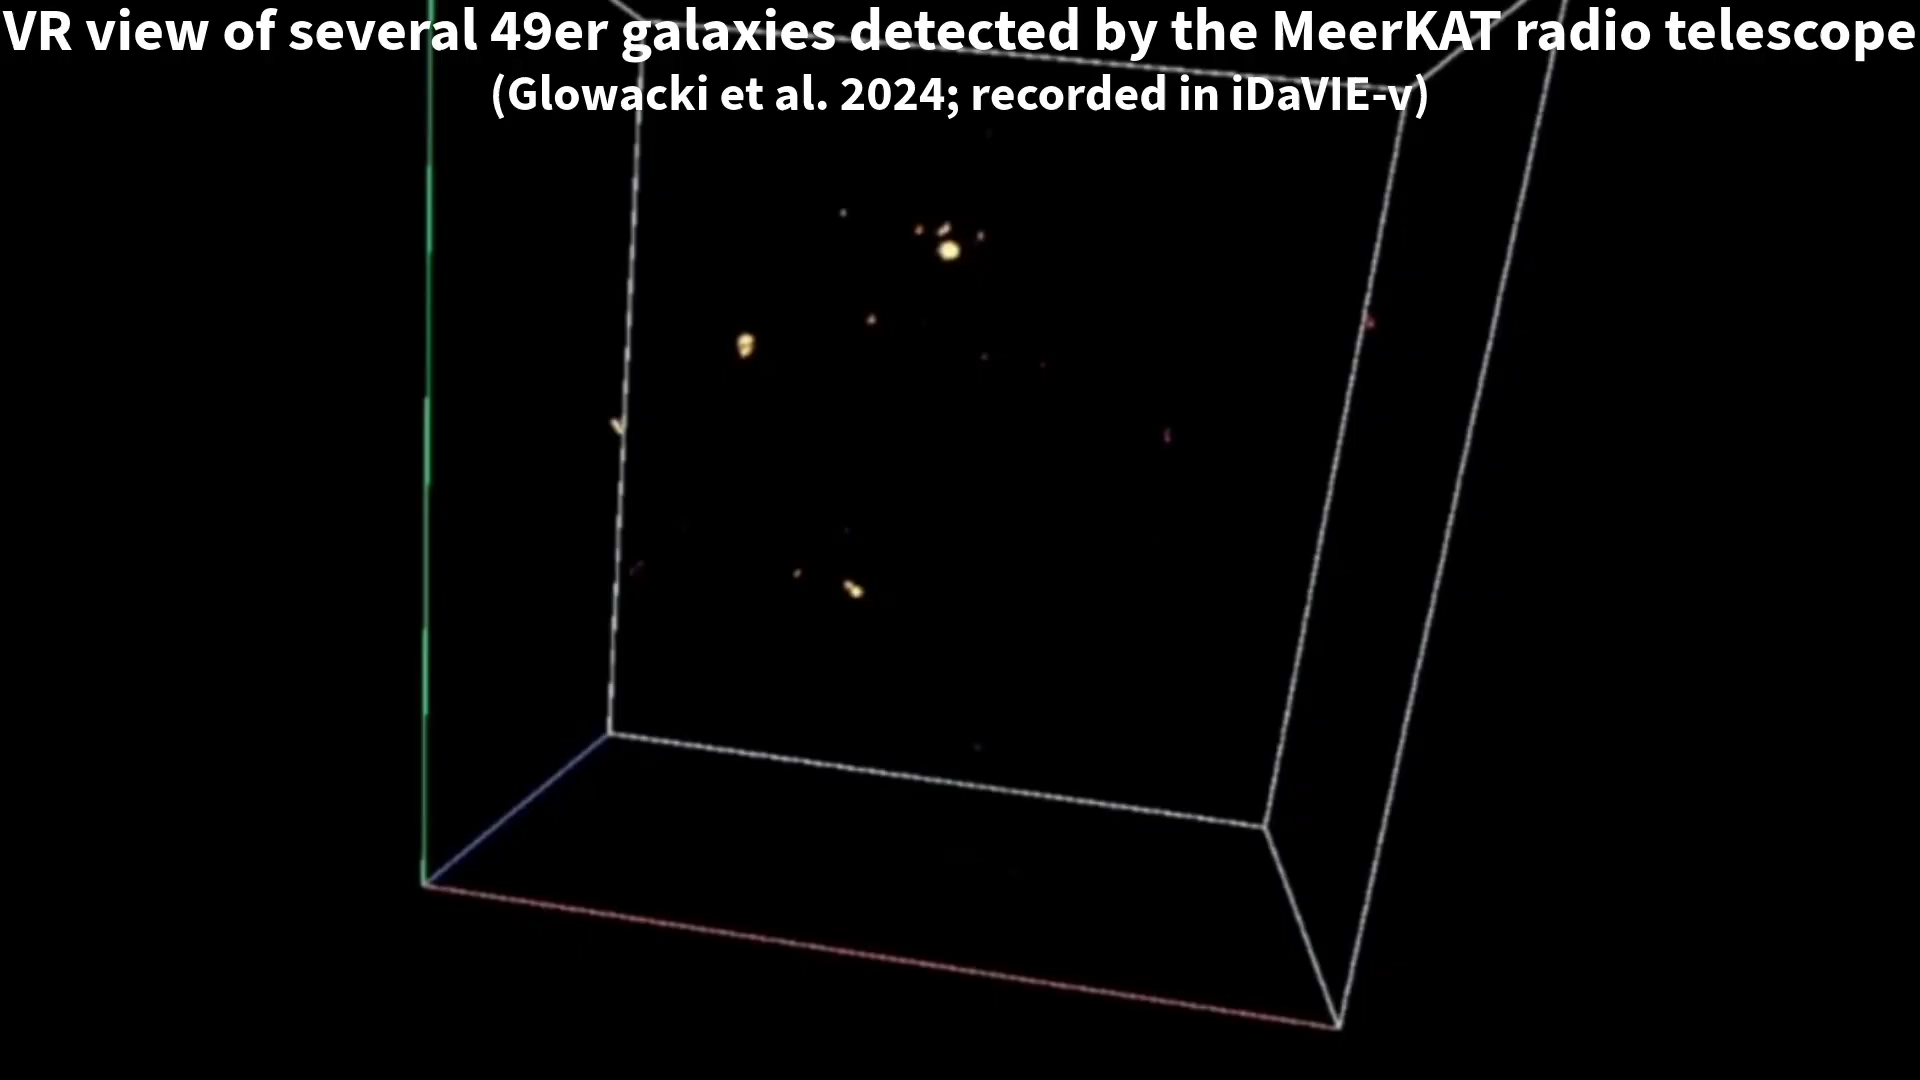 VR view of several 49er galaxies detected by the MeerKAT radio telescope
(Glowacki et al. 2024; recorded in iDaVIE-v)